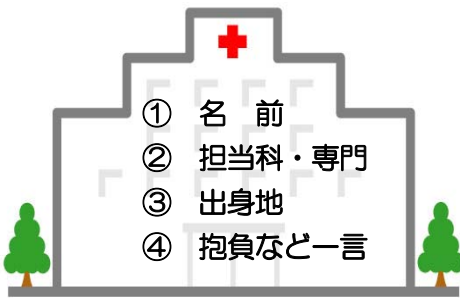 ① 名 前
② 担当科・専門
③ 出身地
④ 抱負など一言